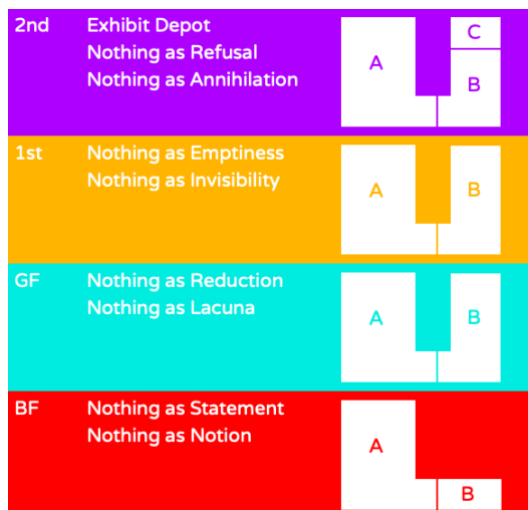 2nd Exhibit Depot
Nothing as Refusal
Nothing as Annihilation
A
C
B
1st Nothing as Emptiness
Nothing as Invisibility
A
B
GF Nothing as Reduction
Nothing as Lacuna
A
B
BF Nothing as Statement
Nothing as Notion
A
B